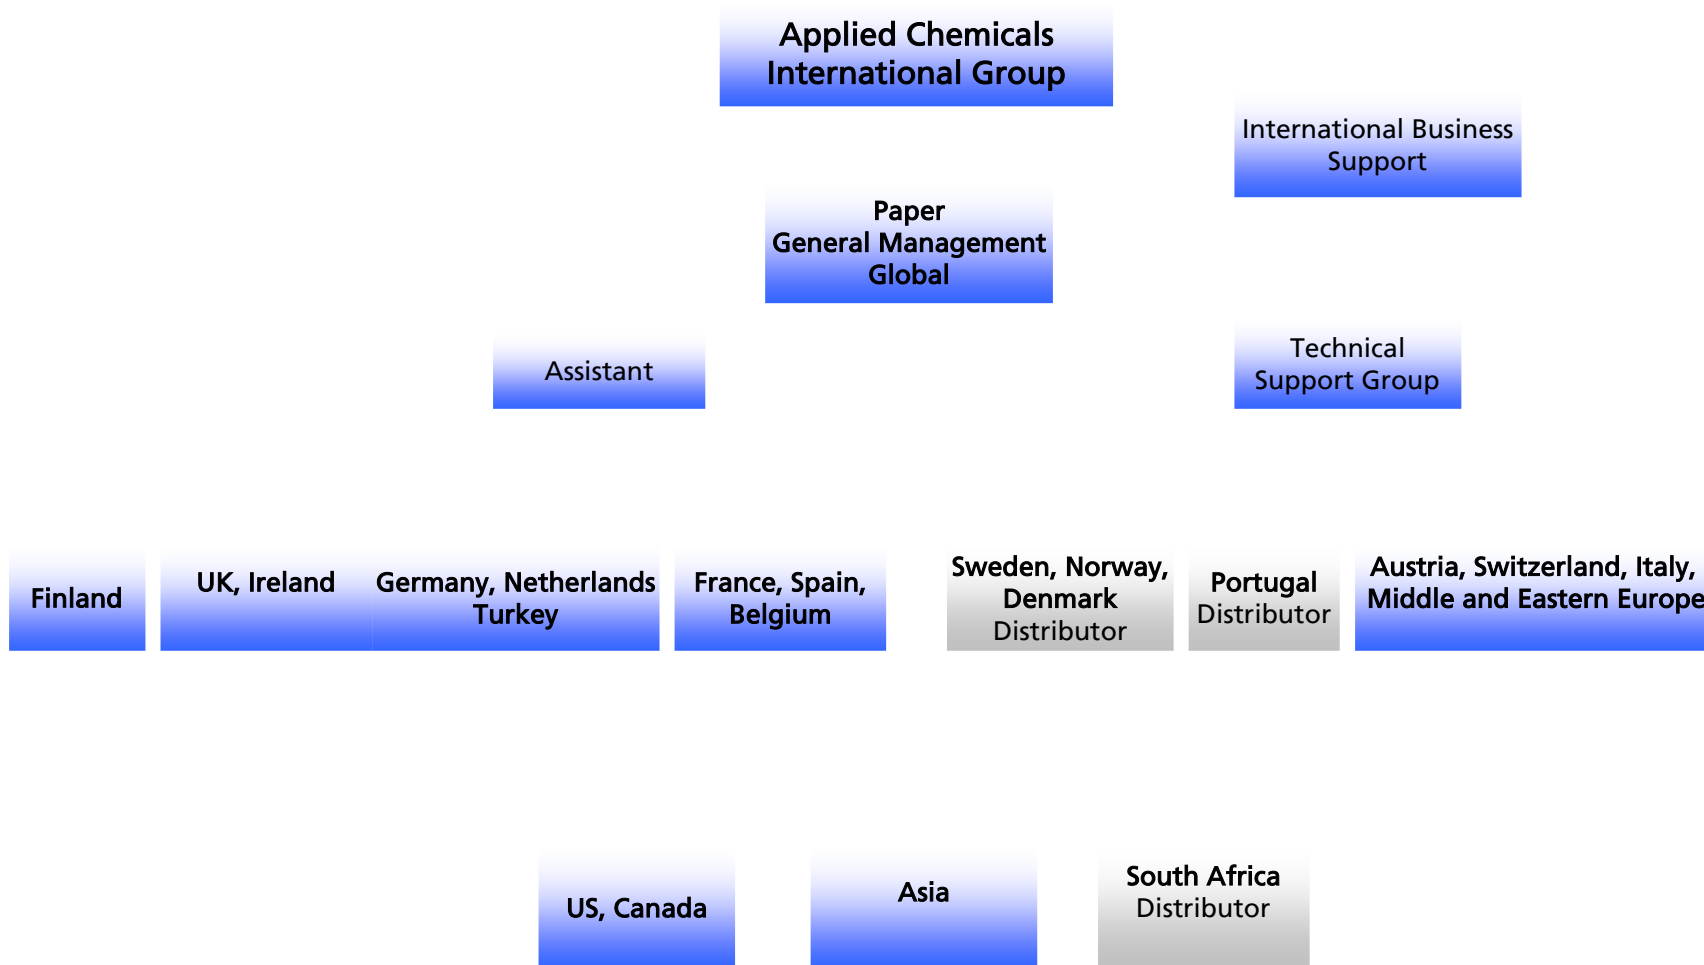 Applied Chemicals
International Group
International Business
Support
Paper
General Management
Global
Assistant
Technical
Support Group
Finland
UK, Ireland
Germany, Netherlands
Turkey
France, Spain,
Belgium
Sweden, Norway,
Denmark
Distributor
Portugal
Distributor
Austria, Switzerland, Italy,
Middle and Eastern Europe
US, Canada
Asia
South Africa
Distributor